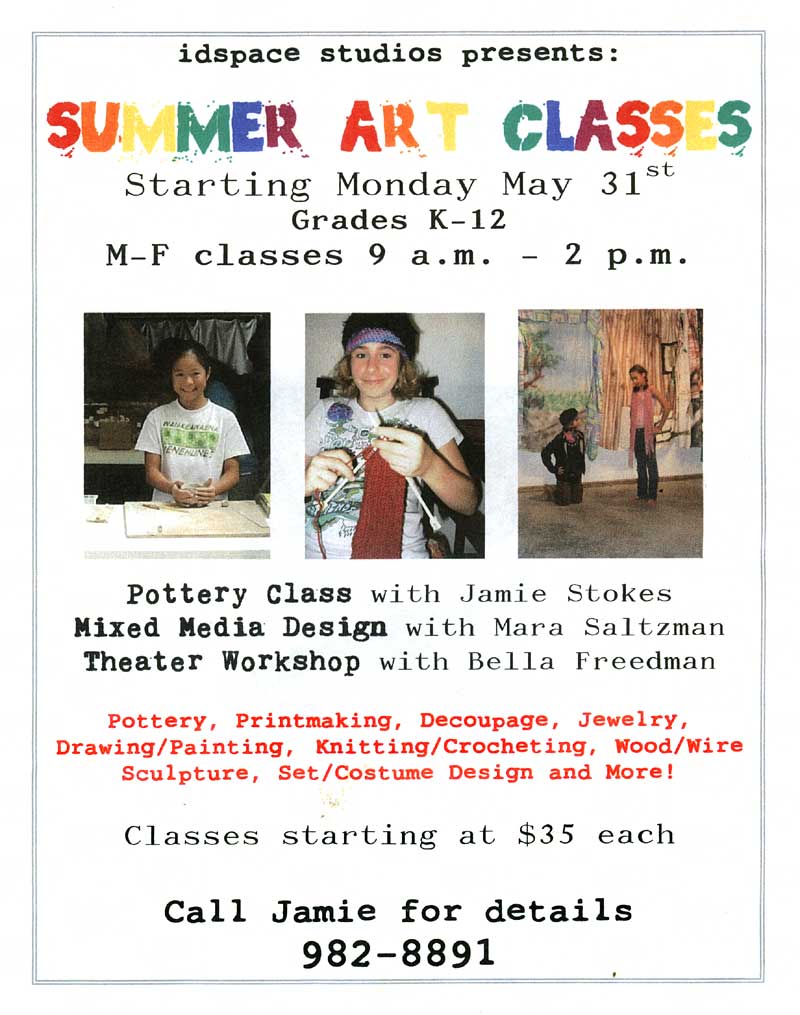 idspace studios presents:
SUMMER ART CLASSES
Starting Monday May 31st
Grades K-12
M-F classes 9 a.m. - 2 p.m.
Pottery Class with Jamie Stokes
Mixed Media Design with Mara Saltzman
Theater Workshop with Bella Freedman
Pottery, Printmaking, Decoupage, Jewelry,
Drawing/Painting, Knitting/Crocheting, Wood/Wire
Sculpture, Set/Costume Design and More!
Classes starting at $35 each
Call Jamie for details
982-8891